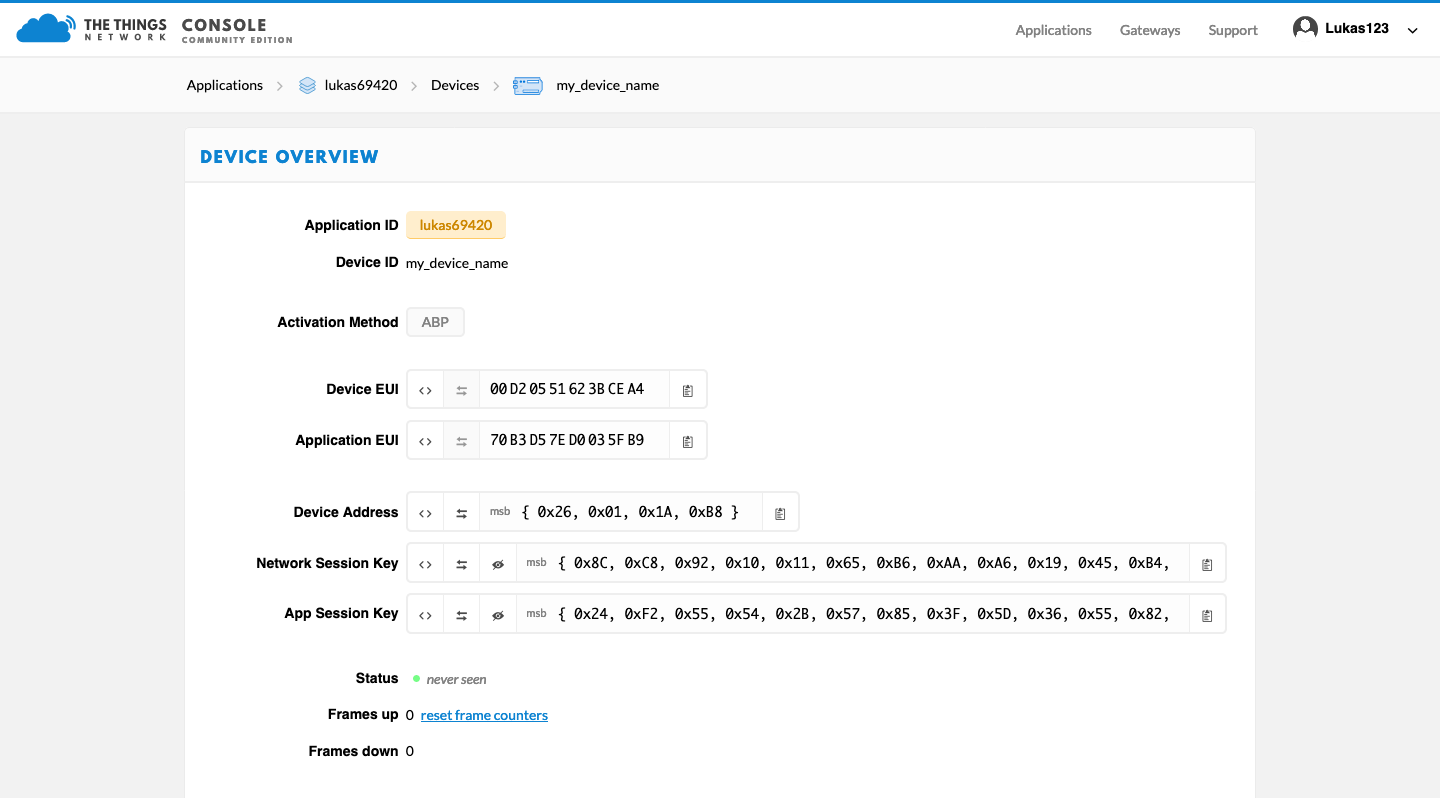 THE THINGS NETWORK CONSOLE COMMUNITY EDITION
Applications Gateways Support Lukas123
Applications lukas69420 Devices my_device_name
DEVICE OVERVIEW
Application ID lukas69420
Device ID my_device_name
Activation Method ABP
Device EUI 00 D2 05 51 62 3B CE A4
Application EUI 70 B3 D5 7E D0 03 5F B9
Device Address msb { 0x26, 0x01, 0x1A, 0xB8 }
Network Session Key msb { 0x8C, 0xC8, 0x92, 0x10, 0x11, 0x65, 0xB6, 0xAA, 0xA6, 0x19, 0x45, 0xB4,
App Session Key msb { 0x24, 0xF2, 0x55, 0x54, 0x2B, 0x57, 0x85, 0x3F, 0x5D, 0x36, 0x55, 0x82,
Status never seen
Frames up 0 reset frame counters
Frames down 0